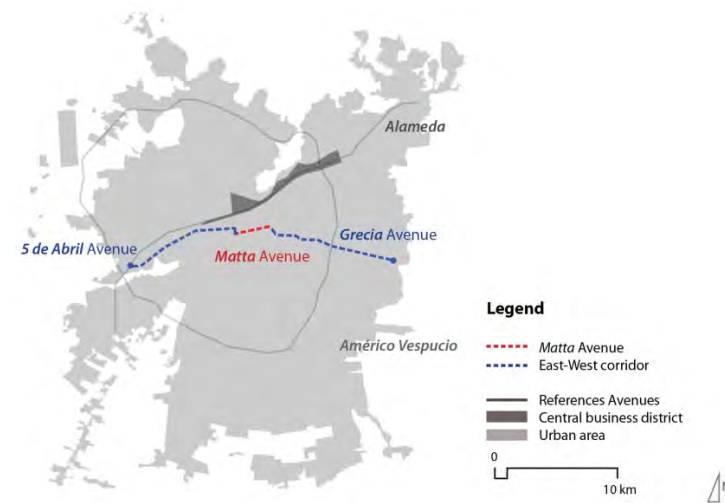 Alameda
5 de Abril Avenue
Grecia Avenue
Matta Avenue
Américo Vespucio
Legend
Matta Avenue
East-West corridor
References Avenues
Central business district
Urban area
0
10 km